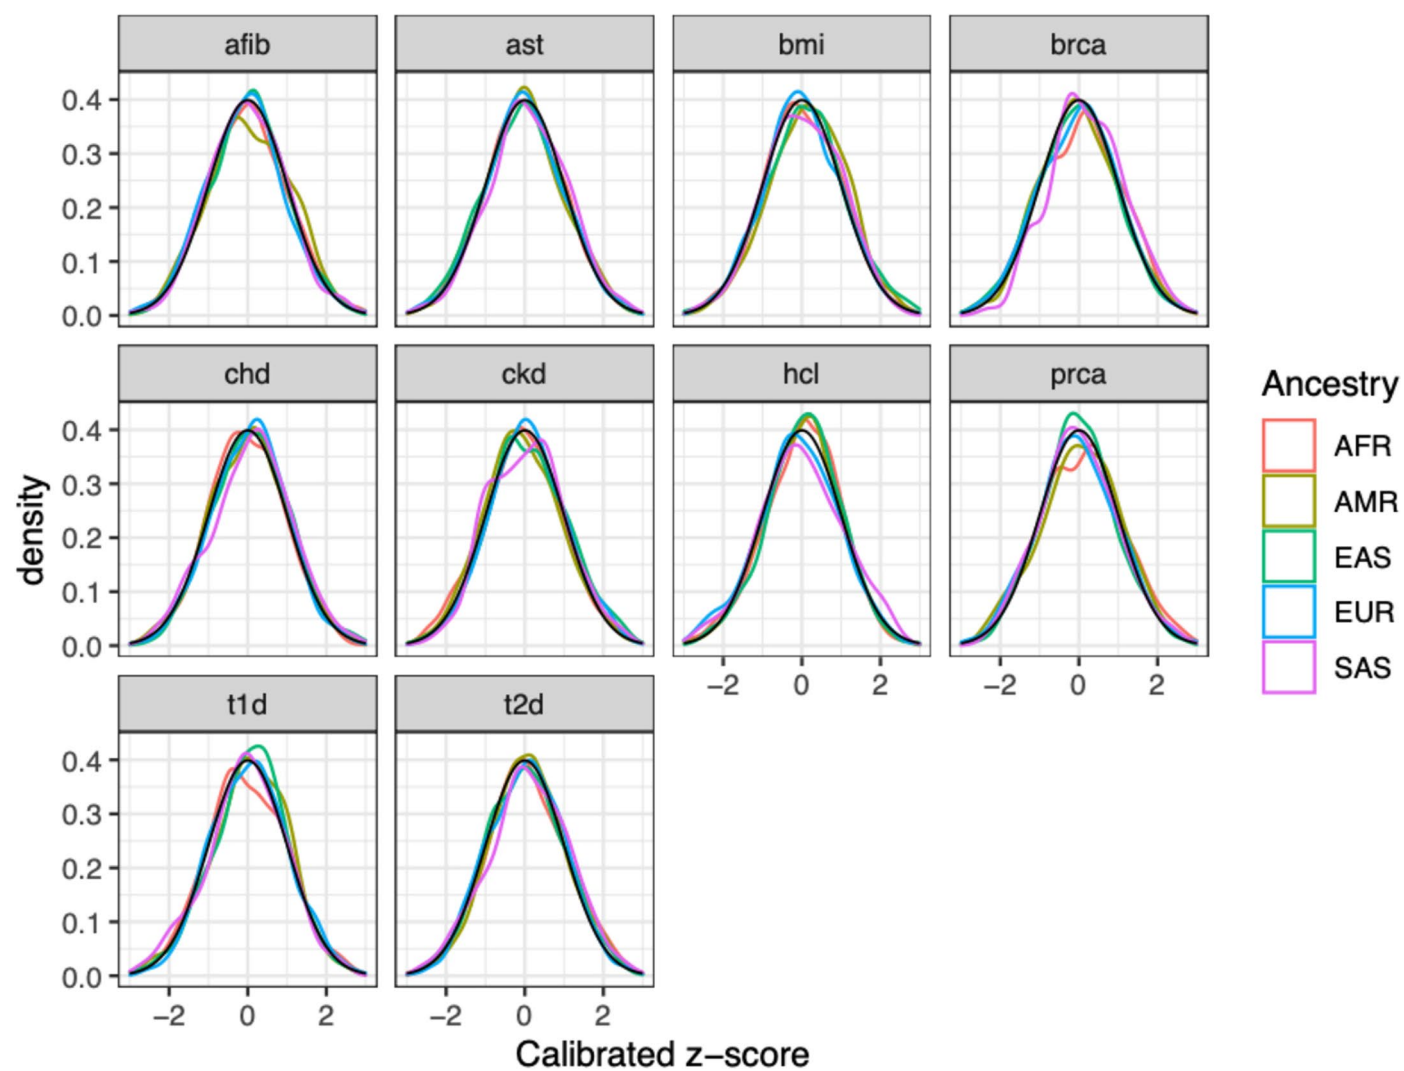 afib ast bmi brca
0.4
0.3
0.2
0.1
0.0
chd ckd hcl prca
0.4
0.3
0.2
0.1
0.0
−2 0 2 −2 0 2
t1d t2d
0.4
0.3
0.2
0.1
0.0
−2 0 2 −2 0 2
Calibrated z−score
density
Ancestry
AFR
AMR
EAS
EUR
SAS